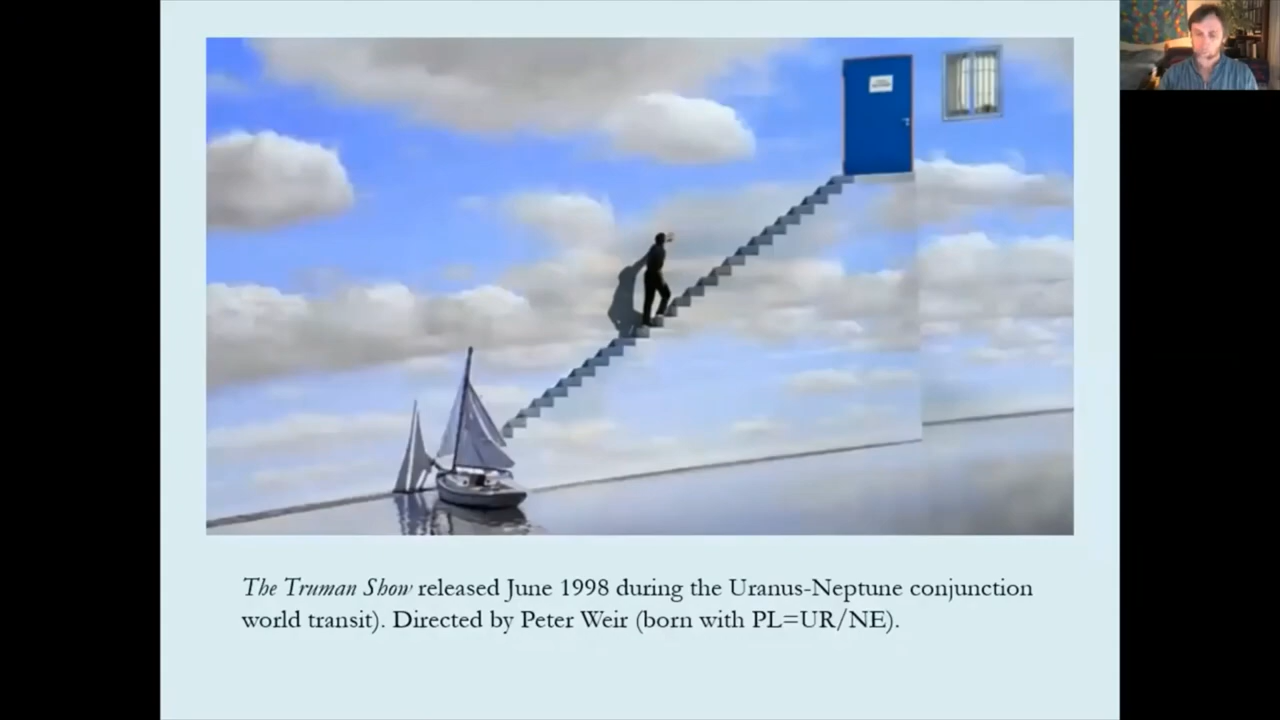 The Truman Show released June 1998 during the Uranus-Neptune conjunction
world transit). Directed by Peter Weir (born with PL=UR/NE).